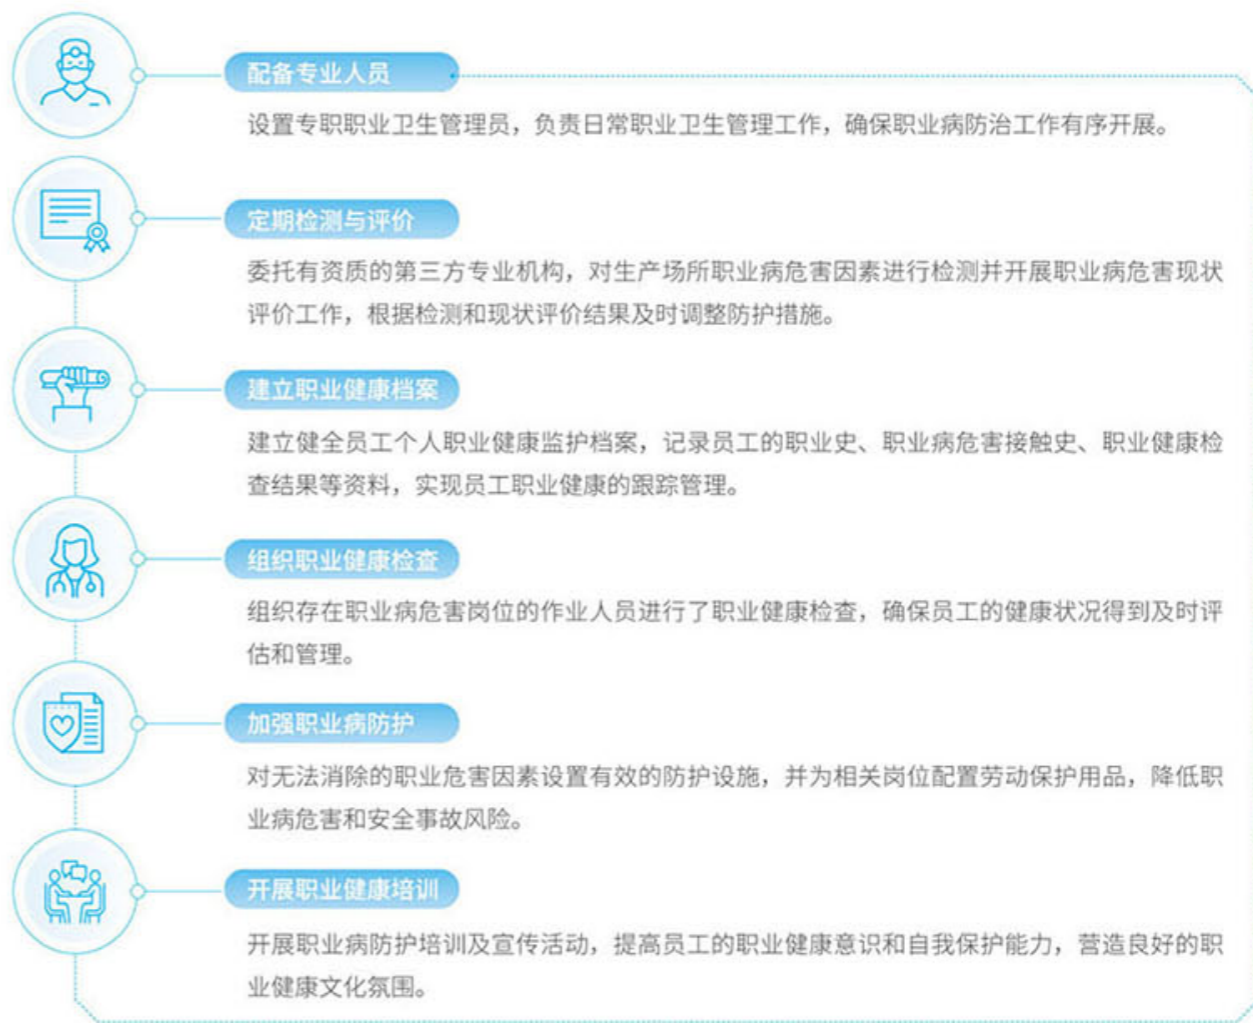 配备专业人员
设置专职职业卫生管理员，负责日常职业卫生管理工作，确保职业病防治工作有序开展。
定期检测与评价
委托有资质的第三方专业机构，对生产场所职业病危害因素进行检测并开展职业病危害现状
评价工作，根据检测和现状评价结果及时调整防护措施。
建立职业健康档案
建立健全员工个人职业健康监护档案，记录员工的职业史、职业病危害接触史、职业健康检
查结果等资料，实现员工职业健康的跟踪管理。
组织职业健康检查
组织存在职业病危害岗位的作业人员进行了职业健康检查，确保员工的健康状况得到及时评
估和管理。
加强职业病防护
对无法消除的职业危害因素设置有效的防护设施，并为相关岗位配置劳动保护用品，降低职
业病危害和安全事故风险。
开展职业健康培训
开展职业病防护培训及宣传活动，提高员工的职业健康意识和自我保护能力，营造良好的职
业健康文化氛围。